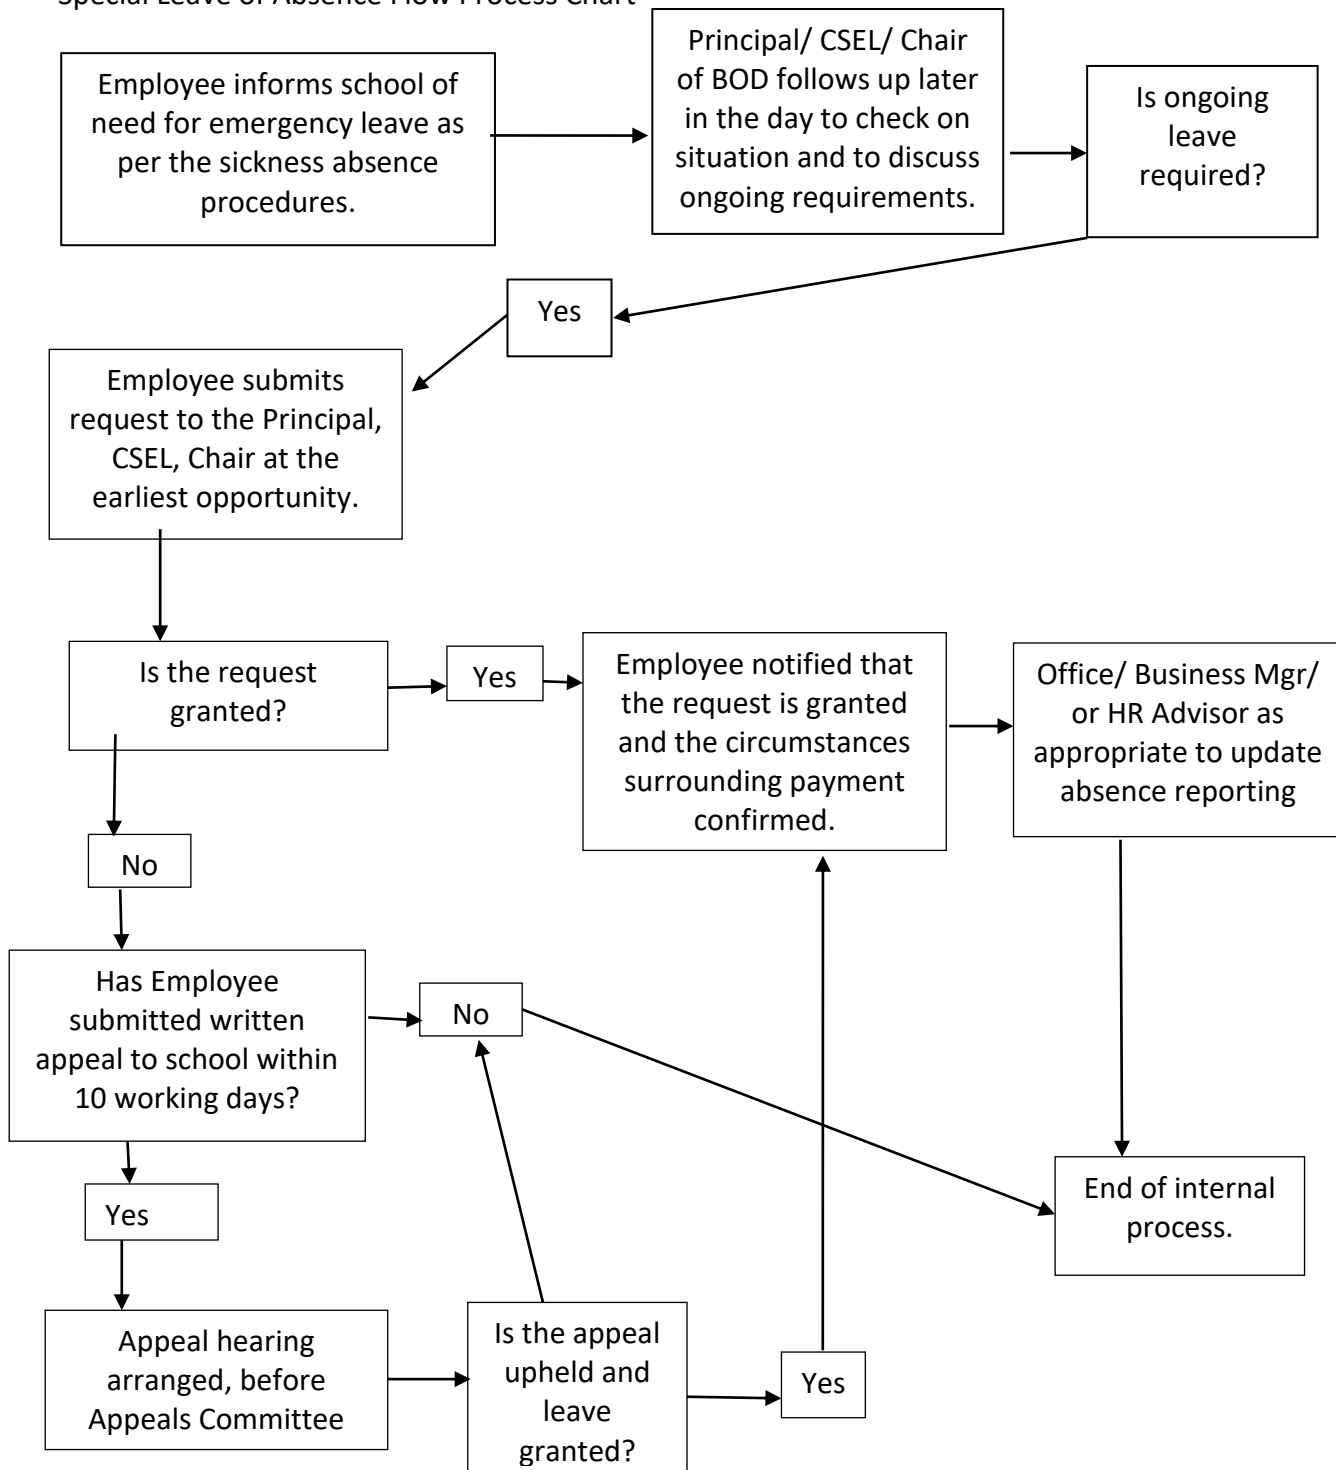 Special Leave of Absence Flow Process Chart
Employee informs school of
need for emergency leave as
per the sickness absence
procedures.
Principal/ CSEL/ Chair
of BOD follows up later
in the day to check on
situation and to discuss
ongoing requirements.
Is ongoing
leave
required?
Yes
Employee submits
request to the Principal,
CSEL, Chair at the
earliest opportunity.
Is the request
granted?
Yes
Employee notified that
the request is granted
and the circumstances
surrounding payment
confirmed.
Office/ Business Mgr/
or HR Advisor as
appropriate to update
absence reporting
No
Has Employee
submitted written
appeal to school within
10 working days?
No
Yes
End of internal
process.
Appeal hearing
arranged, before
Appeals Committee
Is the appeal
upheld and
leave
granted?
Yes